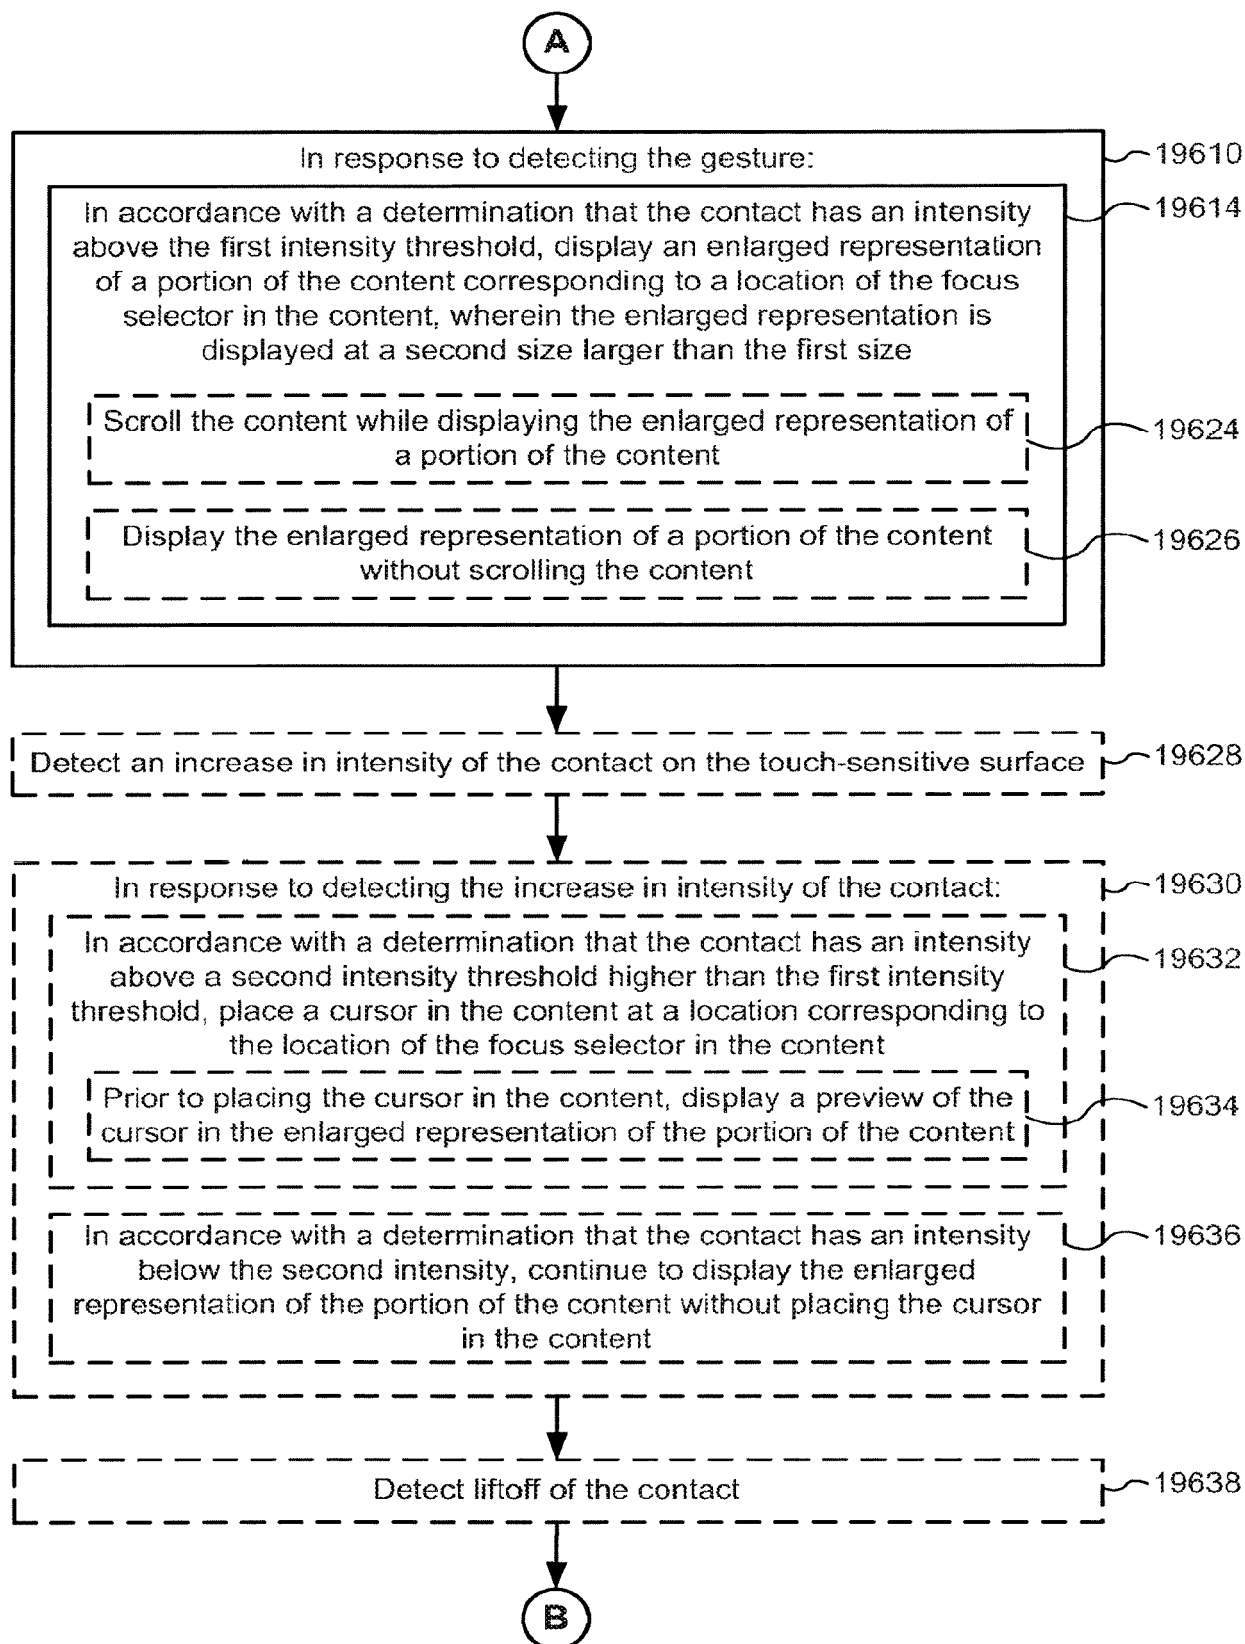 A
In response to detecting the gesture:
19610
In accordance with a determination that the contact has an intensity
19614
above the first intensity threshold, display an enlarged representation
of a portion of the content corresponding to a location of the focus
selector in the content, wherein the enlarged representation is
displayed at a second size larger than the first size
Scroll the content while displaying the enlarged representation of
19624
a portion of the content
Display the enlarged representation of a portion of the content
19626
without scrolling the content
Detect an increase in intensity of the contact on the touch-sensitive surface
19628
In response to detecting the increase in intensity of the contact:
19630
In accordance with a determination that the contact has an intensity
19632
above a second intensity threshold higher than the first intensity
threshold, place a cursor in the content at a location corresponding to
the location of the focus selector in the content
Prior to placing the cursor in the content, display a preview of the
19634
cursor in the enlarged representation of the portion of the content
In accordance with a determination that the contact has an intensity
19636
below the second intensity, continue to display the enlarged
representation of the portion of the content without placing the cursor
in the content
Detect liftoff of the contact
19638
B